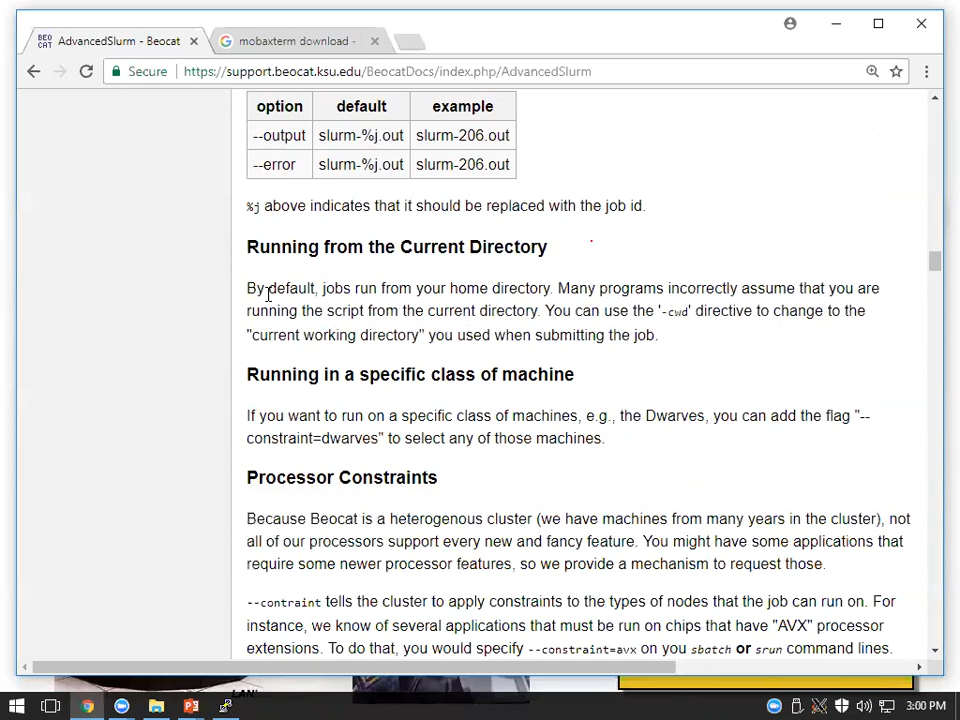 BEO
CAT
AdvancedSlurm - Beocat
mobaxterm download -
Secure
https://support.beocat.ksu.edu/BeocatDocs/index.php/AdvancedSlurm
option default example
--output slurm-%j.out slurm-206.out
--error slurm-%j.out slurm-206.out
%j above indicates that it should be replaced with the job id.
Running from the Current Directory
By default, jobs run from your home directory. Many programs incorrectly assume that you are
running the script from the current directory. You can use the '-cwd' directive to change to the
"current working directory" you used when submitting the job.
Running in a specific class of machine
If you want to run on a specific class of machines, e.g., the Dwarves, you can add the flag "--
constraint=dwarves" to select any of those machines.
Processor Constraints
Because Beocat is a heterogenous cluster (we have machines from many years in the cluster), not
all of our processors support every new and fancy feature. You might have some applications that
require some newer processor features, so we provide a mechanism to request those.
--contraint tells the cluster to apply constraints to the types of nodes that the job can run on. For
instance, we know of several applications that must be run on chips that have "AVX" processor
extensions. To do that, you would specify --constraint=avx on you sbatch or srun command lines.
3:00 PM